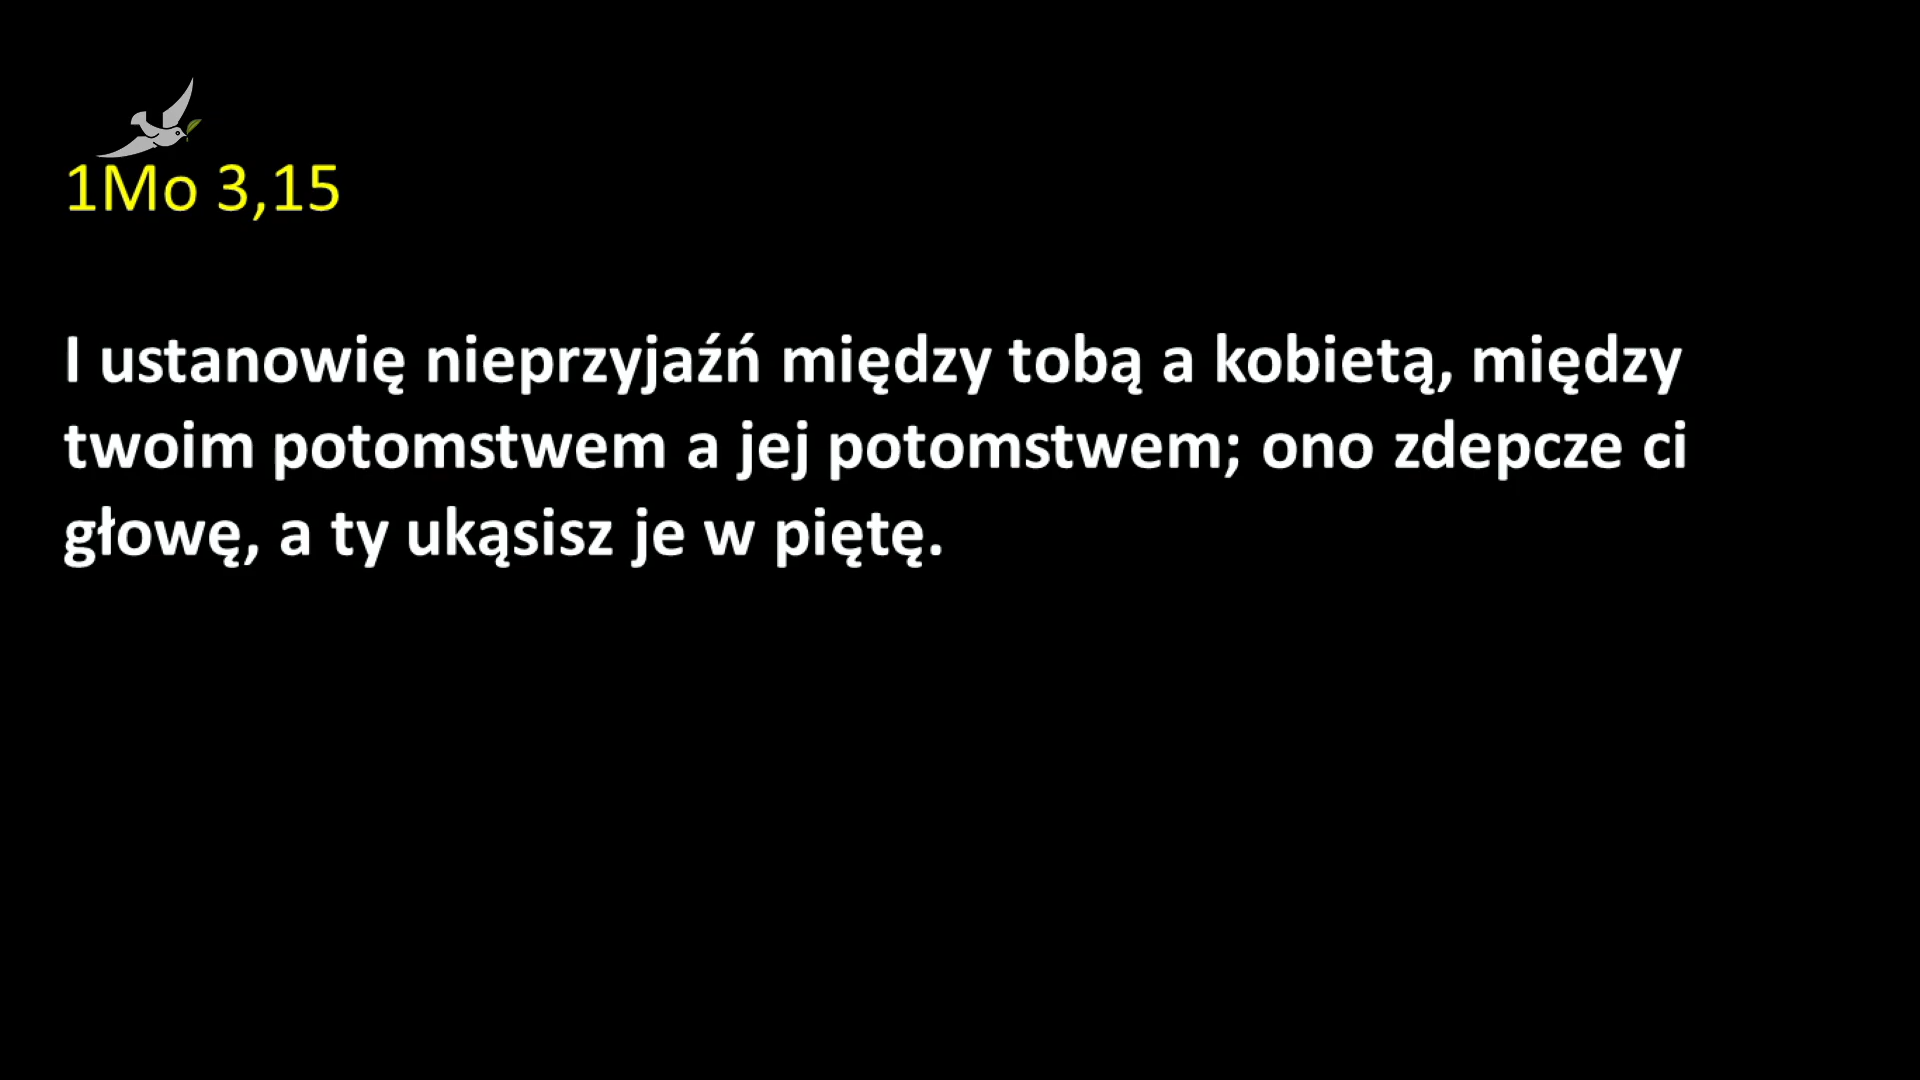 1Mo 3,15
I ustanowię nieprzyjaźń między tobą a kobietą, między
twoim potomstwem a jej potomstwem; ono zdepcze ci
głowę, a ty ukąsisz je w piętę.